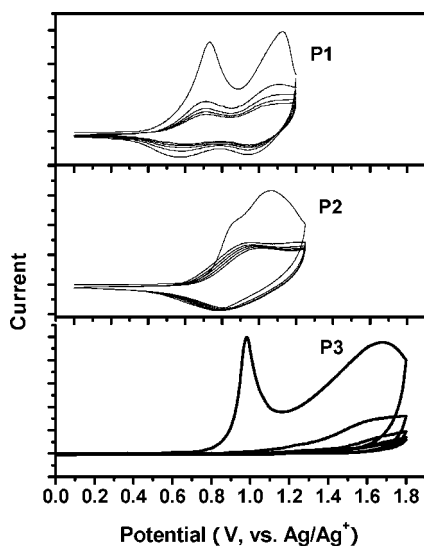 P1
P2
P3
Current
0.0 0.2 0.4 0.6 0.8 1.0 1.2 1.4 1.6 1.8
Potential ( V, vs. Ag/Ag⁺)